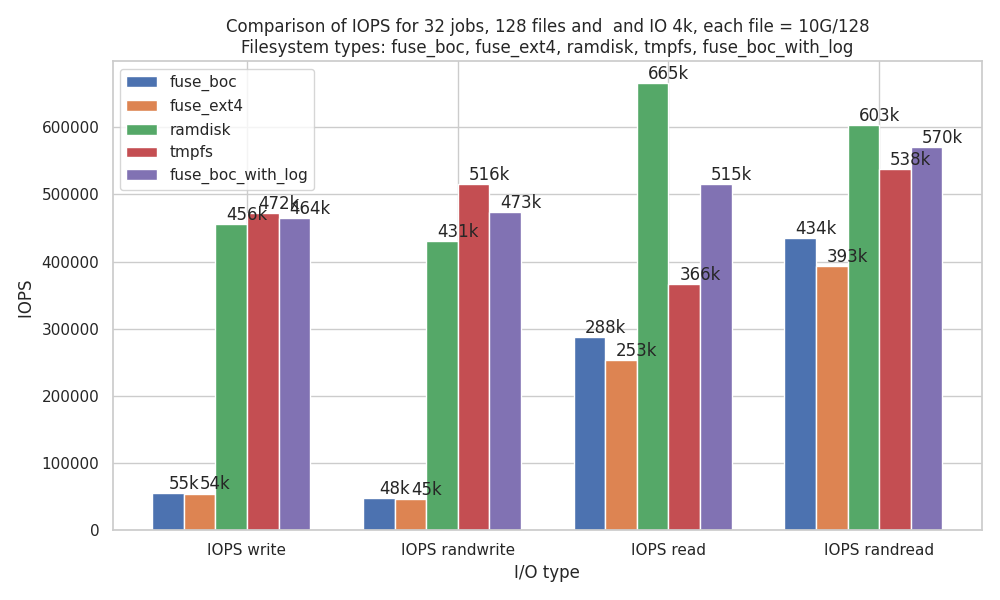 Comparison of IOPS for 32 jobs, 128 files and  and IO 4k, each file = 10G/128
Filesystem types: fuse_boc, fuse_ext4, ramdisk, tmpfs, fuse_boc_with_log
fuse_boc
fuse_ext4
ramdisk
tmpfs
fuse_boc_with_log
IOPS
600000
500000
400000
300000
200000
100000
0
55k
54k
456k
472k
464k
48k
45k
431k
516k
473k
288k
253k
665k
366k
515k
434k
393k
603k
538k
570k
IOPS write
IOPS randwrite
IOPS read
IOPS randread
I/O type